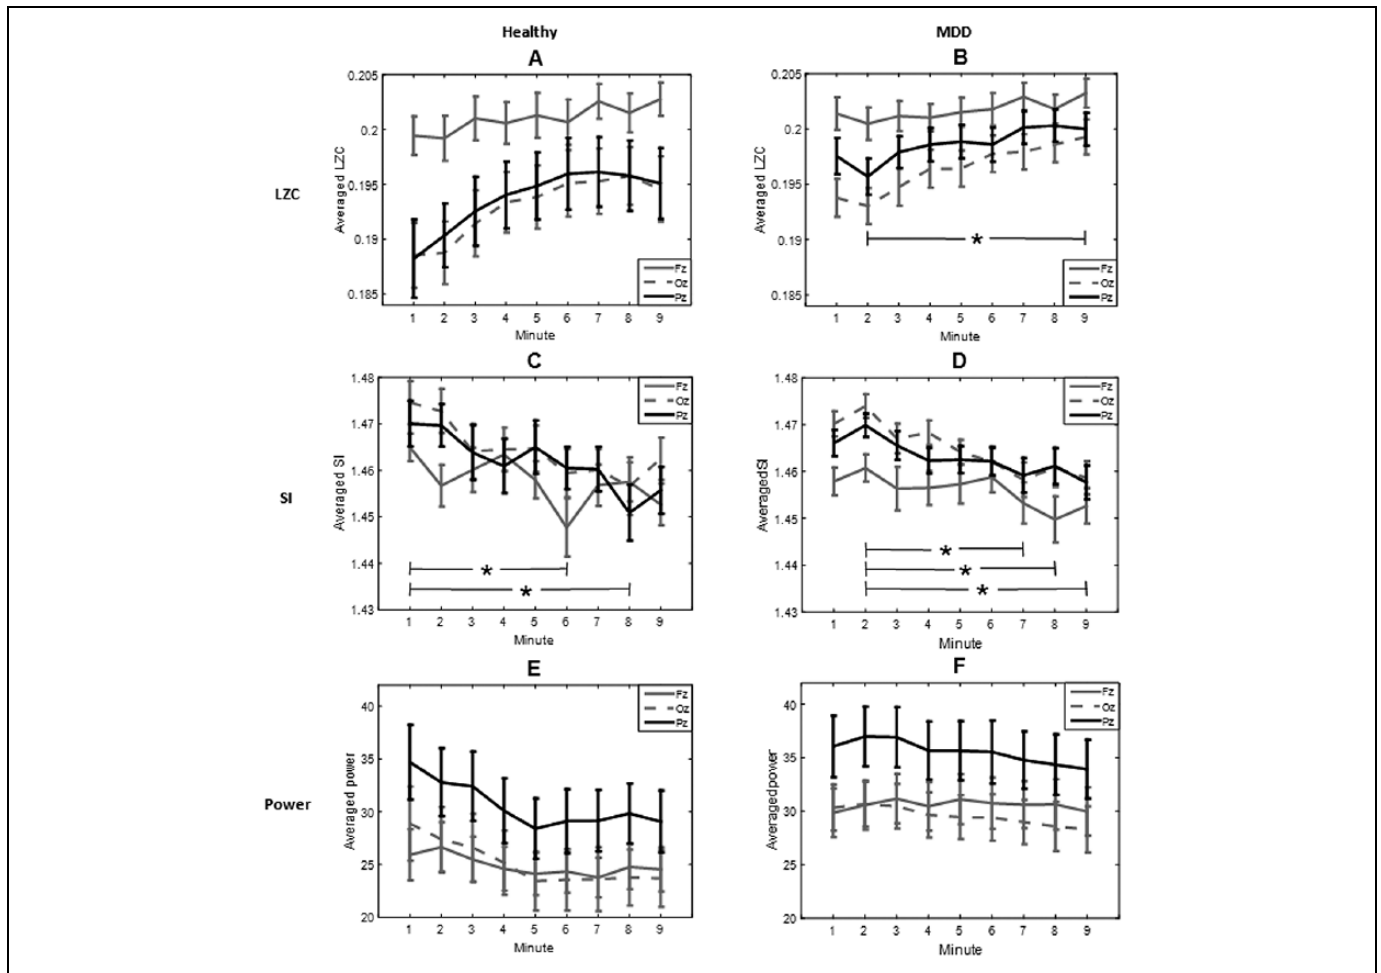 Healthy
MDD
A
B
LZC
Averaged LZC
0.205
0.2
0.195
0.19
0.185
Fz
Oz
Pz
1 2 3 4 5 6 7 8 9
Minute
Averaged LZC
0.205
0.2
0.195
0.19
0.185
*
Fz
Oz
Pz
1 2 3 4 5 6 7 8 9
Minute
C
D
SI
Averaged SI
1.48
1.47
1.46
1.45
1.44
1.43
Fz
Oz
Pz
*
*
1 2 3 4 5 6 7 8 9
Minute
AveragedSI
1.48
1.47
1.46
1.45
1.44
1.43
Fz
Oz
Pz
*
*
*
1 2 3 4 5 6 7 8 9
Minute
E
F
Power
Averaged power
40
35
30
25
20
Fz
Oz
Pz
1 2 3 4 5 6 7 8 9
Minute
Averagedpower
40
35
30
25
20
Fz
Oz
Pz
1 2 3 4 5 6 7 8 9
Minute